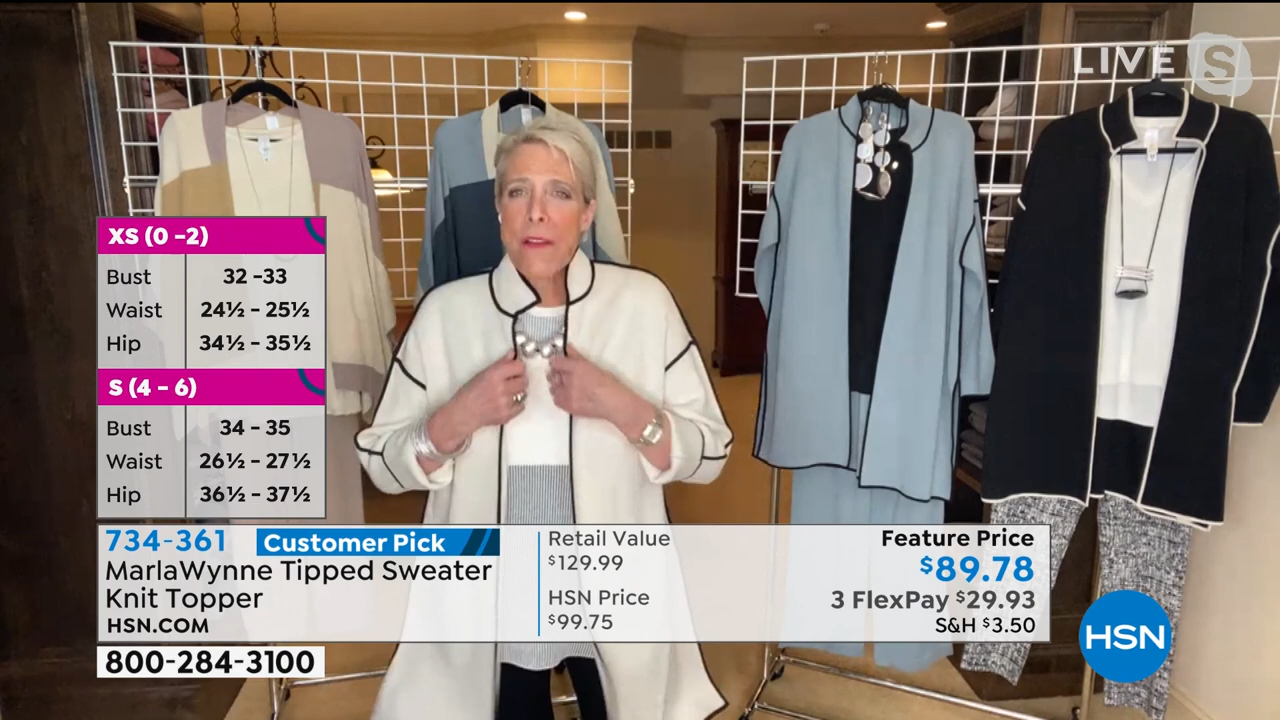 LIVE S
XS (0 -2)
Bust 32 -33
Waist 24½ - 25½
Hip 34½ - 35½
S (4 - 6)
Bust 34 - 35
Waist 26½ - 27½
Hip 36½ - 37½
734-361 Customer Pick
MarlaWynne Tipped Sweater
Knit Topper
HSN.COM
Retail Value
$129.99
HSN Price
$99.75
Feature Price
$89.78
3 FlexPay $29.93
S&H $3.50
HSN
800-284-3100